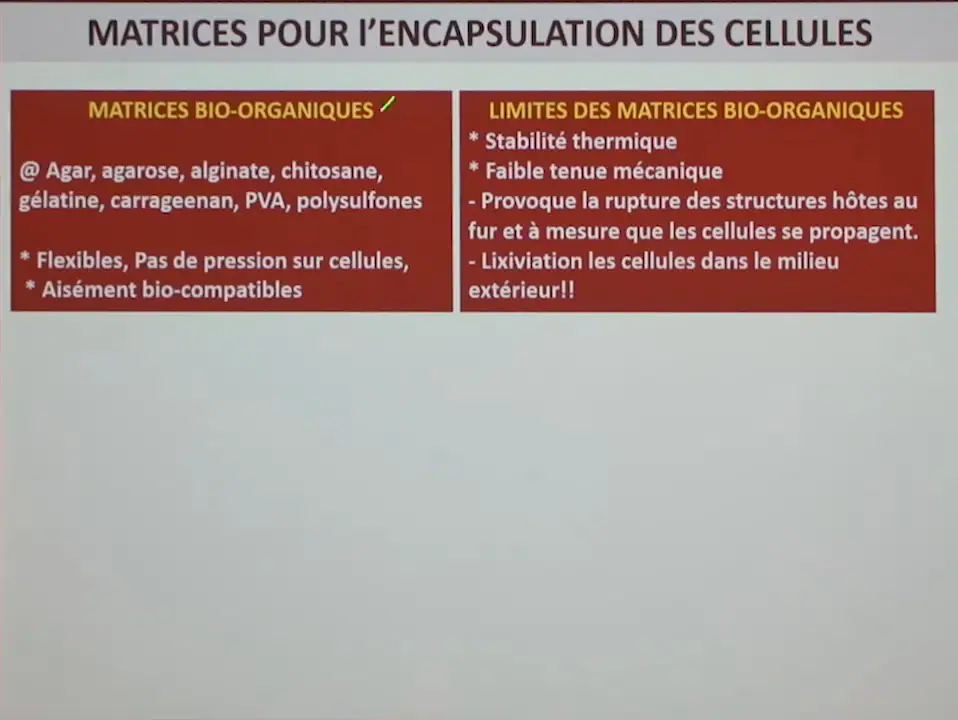 MATRICES POUR l’ENCAPSULATION DES CELLULES
MATRICES BIO-ORGANIQUES
@ Agar, agarose, alginate, chitosane,
gélatine, carrageenan, PVA, polysulfones
* Flexibles, Pas de pression sur cellules,
* Aisément bio-compatibles
LIMITES DES MATRICES BIO-ORGANIQUES
* Stabilité thermique
* Faible tenue mécanique
- Provoque la rupture des structures hôtes au
fur et à mesure que les cellules se propagent.
- Lixiviation les cellules dans le milieu
extérieur!!